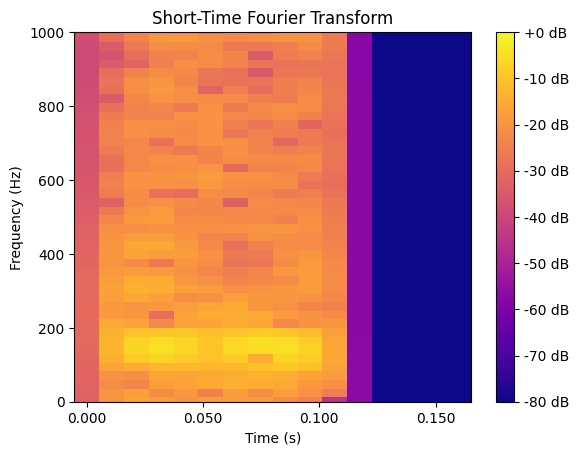 Short-Time Fourier Transform
Frequency (Hz)
1000
800
600
400
200
0
0.000
0.050
0.100
0.150
Time (s)
+0 dB
-10 dB
-20 dB
-30 dB
-40 dB
-50 dB
-60 dB
-70 dB
-80 dB